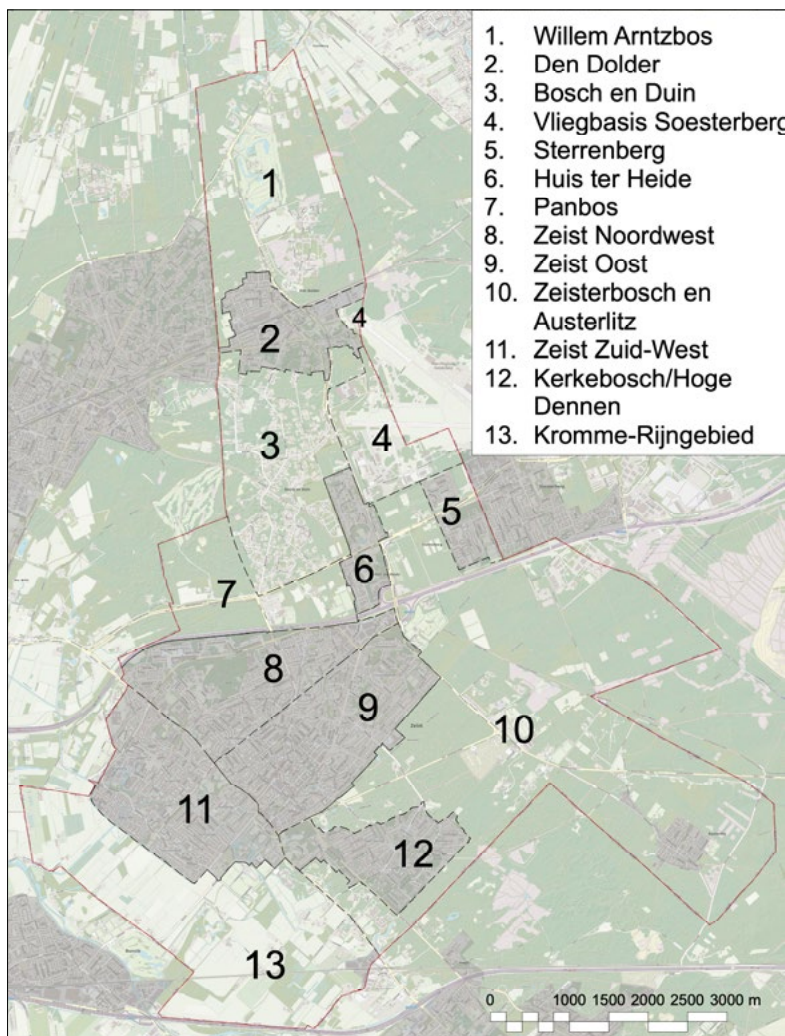 1. Willem Arntzbos
2. Den Dolder
3. Bosch en Duin
4. Vliegbasis Soesterberg
5. Sterrenberg
6. Huis ter Heide
7. Panbos
8. Zeist Noordwest
9. Zeist Oost
10. Zeisterbosch en
Austerlitz
11. Zeist Zuid-West
12. Kerkebosch/Hoge
Dennen
13. Kromme-Rijngebied
1
4
2
3
4
5
6
7
8
9
10
11
12
13
0 1000 1500 2000 2500 3000 m